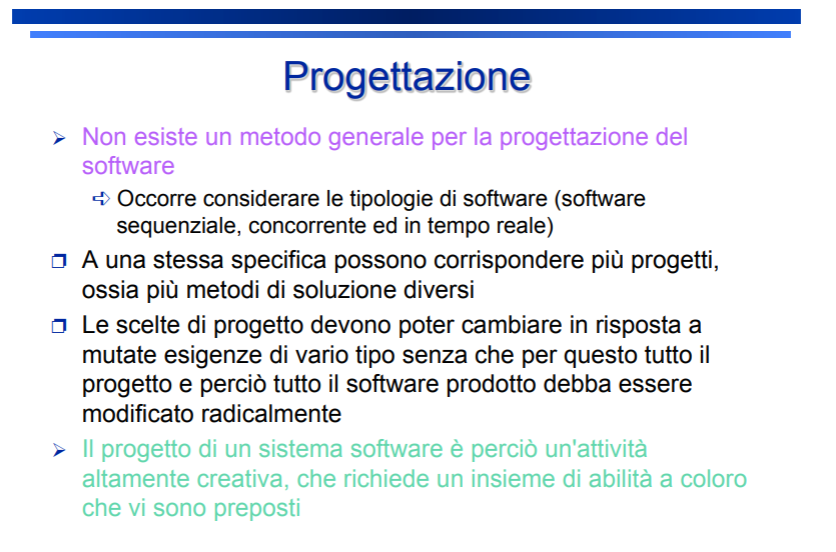 Progettazione
Non esiste un metodo generale per la progettazione del
software
Occorre considerare le tipologie di software (software
sequenziale, concorrente ed in tempo reale)
A una stessa specifica possono corrispondere più progetti,
ossia più metodi di soluzione diversi
Le scelte di progetto devono poter cambiare in risposta a
mutate esigenze di vario tipo senza che per questo tutto il
progetto e perciò tutto il software prodotto debba essere
modificato radicalmente
Il progetto di un sistema software è perciò un'attività
altamente creativa, che richiede un insieme di abilità a coloro
che vi sono preposti